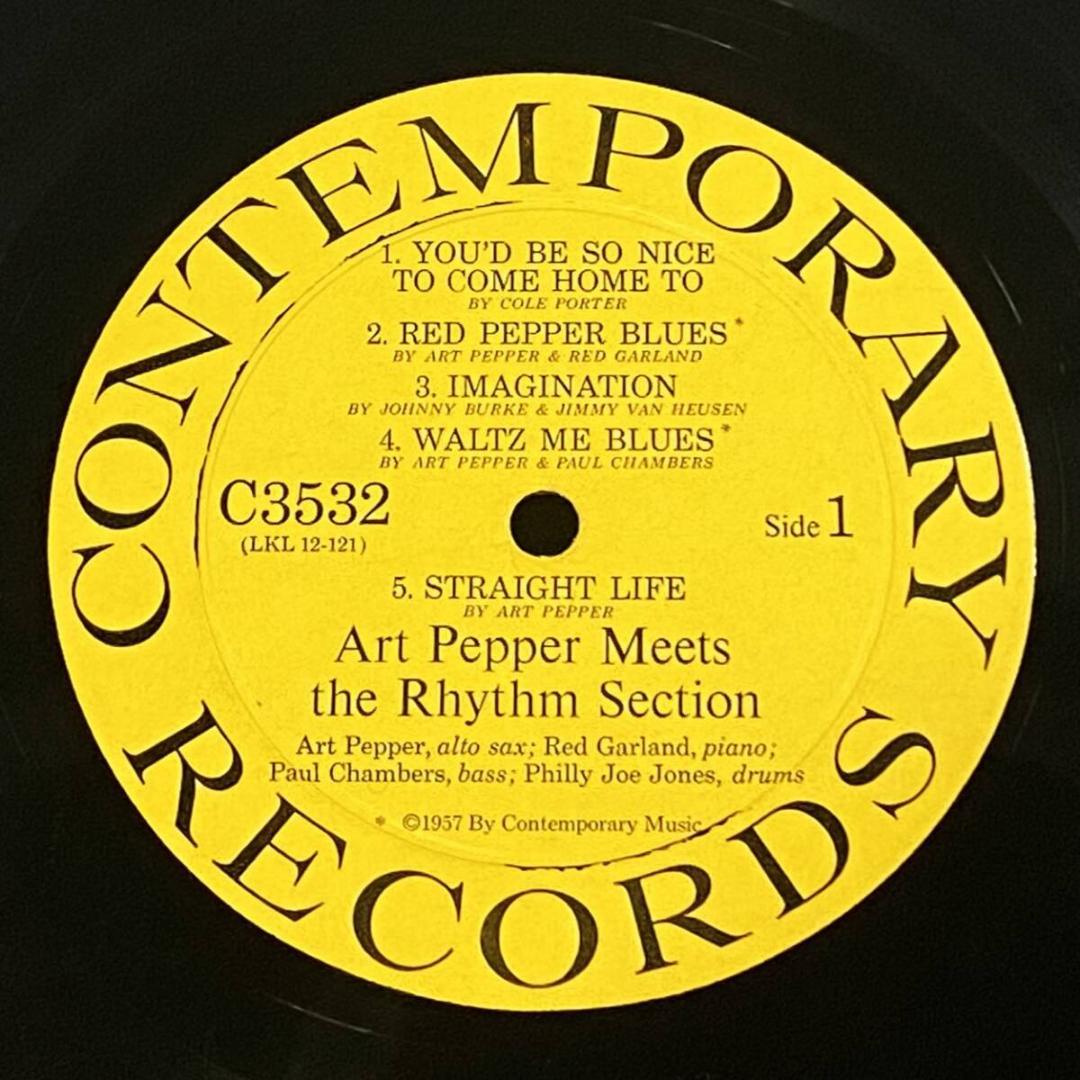 CONTEMPORARY
1. YOU'D BE SO NICE
TO COME HOME TO
BY COLE PORTER
2. RED PEPPER BLUES*
BY ART PEPPER & RED GARLAND
3. IMAGINATION
BY JOHNNY BURKE & JIMMY VAN HEUSEN
4. WALTZ ME BLUES*
BY ART PEPPER & PAUL CHAMBERS
C3532
(LKL 12-121)
Side 1
5. STRAIGHT LIFE
BY ART PEPPER
Art Pepper Meets
the Rhythm Section
Art Pepper, alto sax; Red Garland, piano;
Paul Chambers, bass; Philly Joe Jones, drums
* ©1957 By Contemporary Music
RECORDS